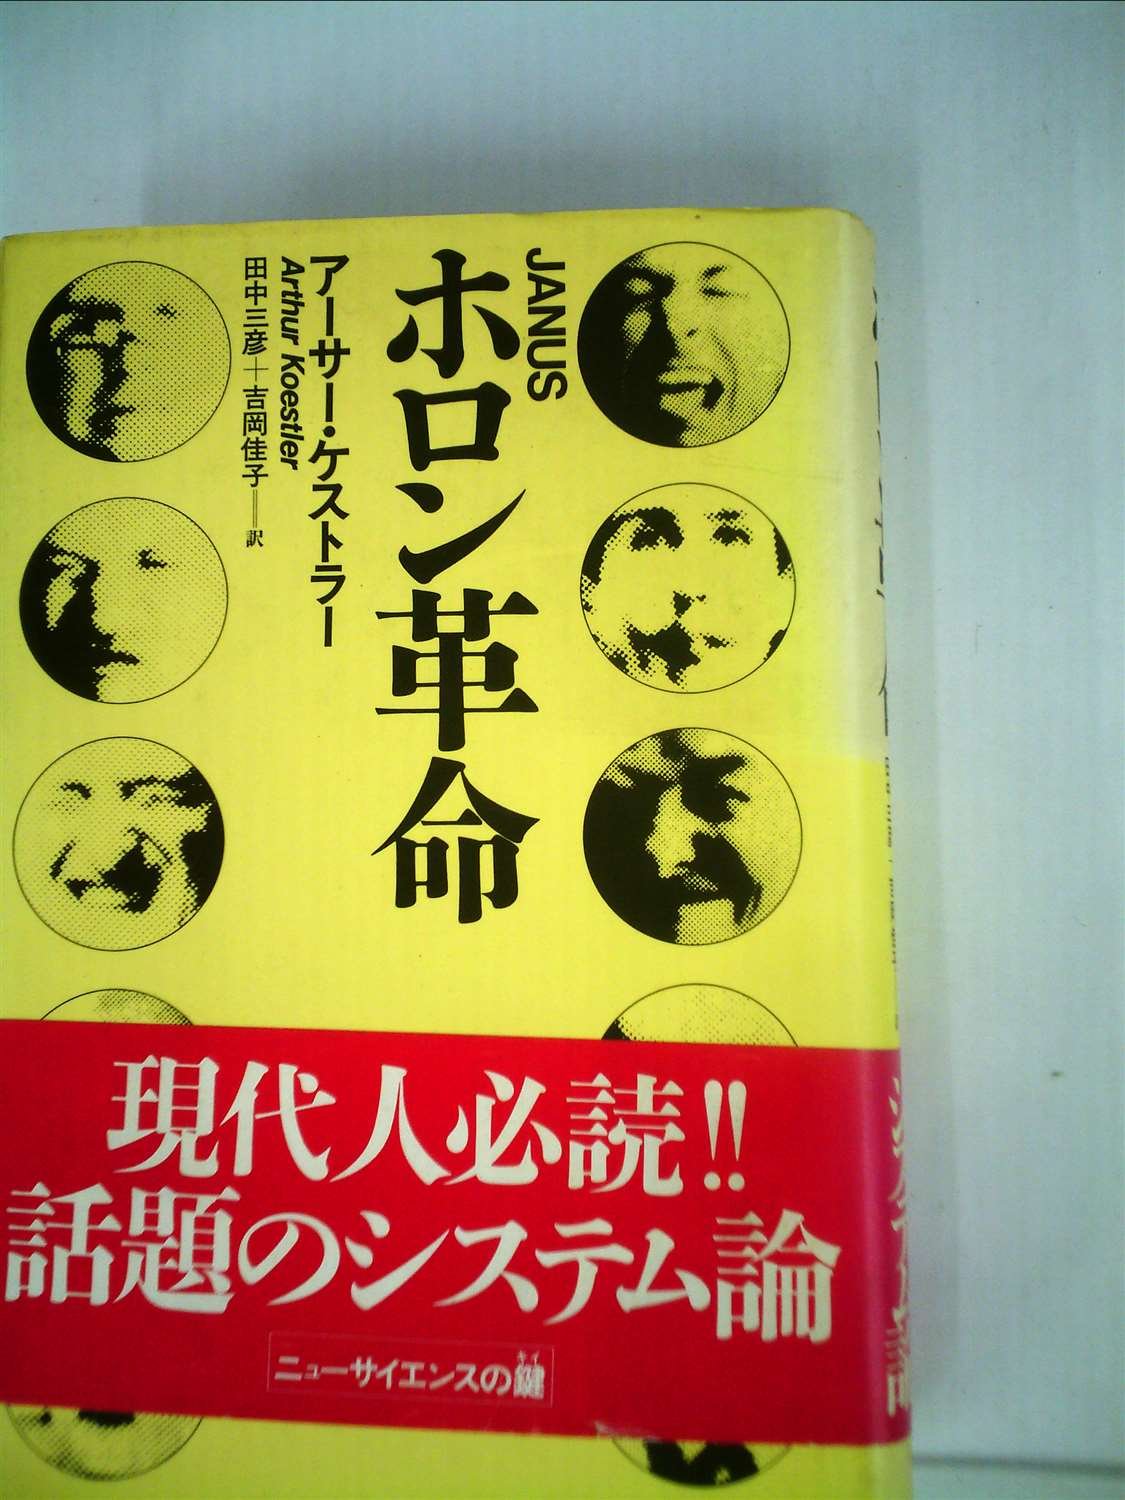 JANUS
ホロン革命
アーサー・ケストラー
Arthur Koestler
田中三彦＋吉岡佳子＝訳
現代人必読!!
話題のシステム論
ニューサイエンスの鍵
キイ